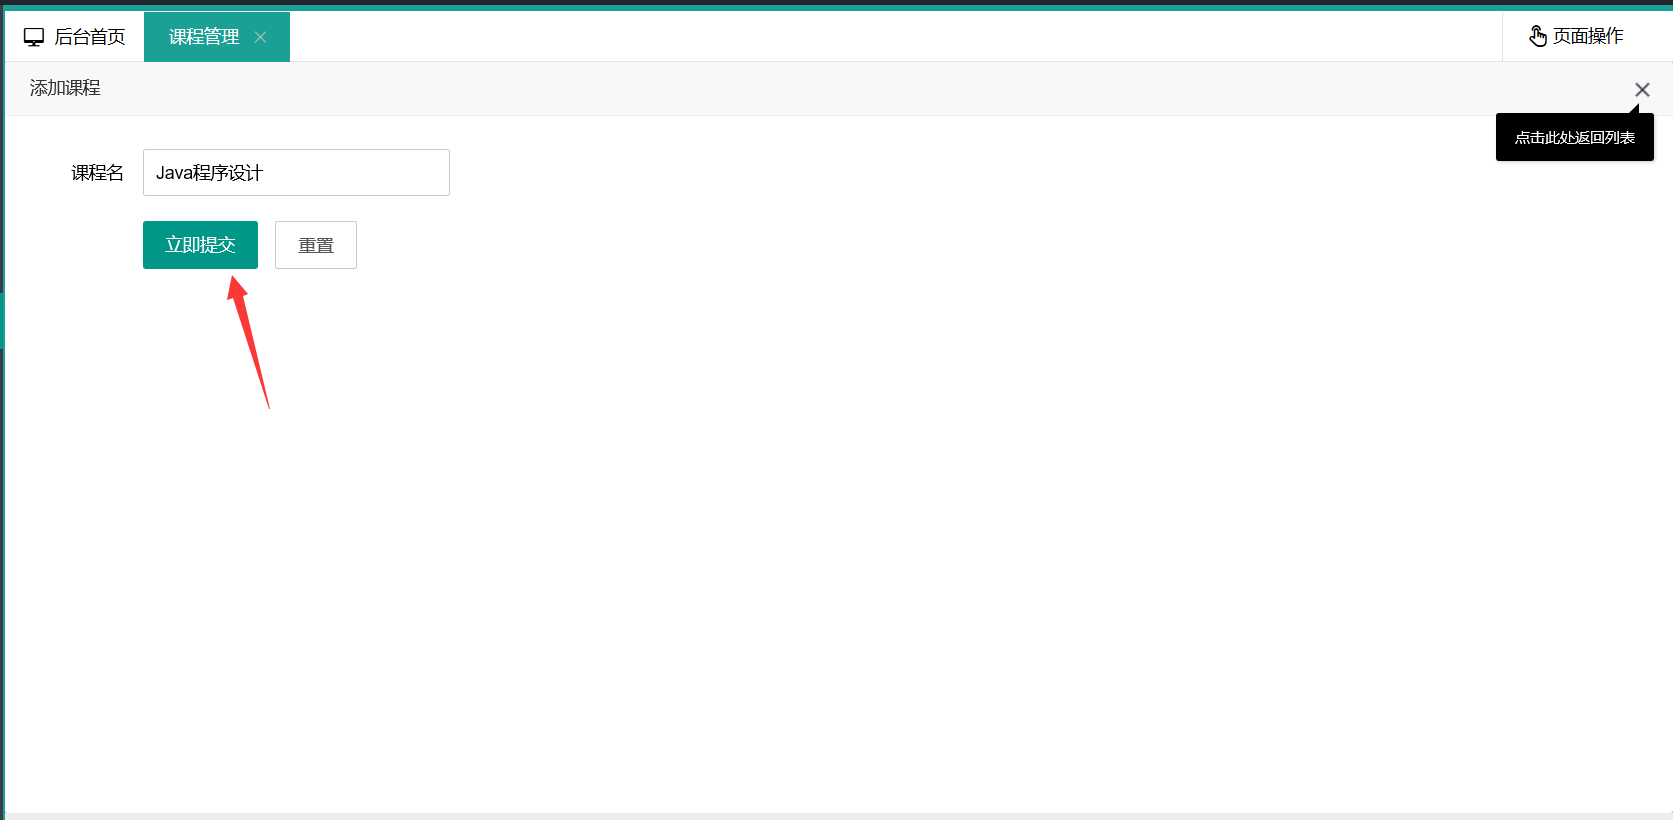 后台首页
课程管理
页面操作
添加课程
点击此处返回列表
课程名
Java程序设计
立即提交
重置